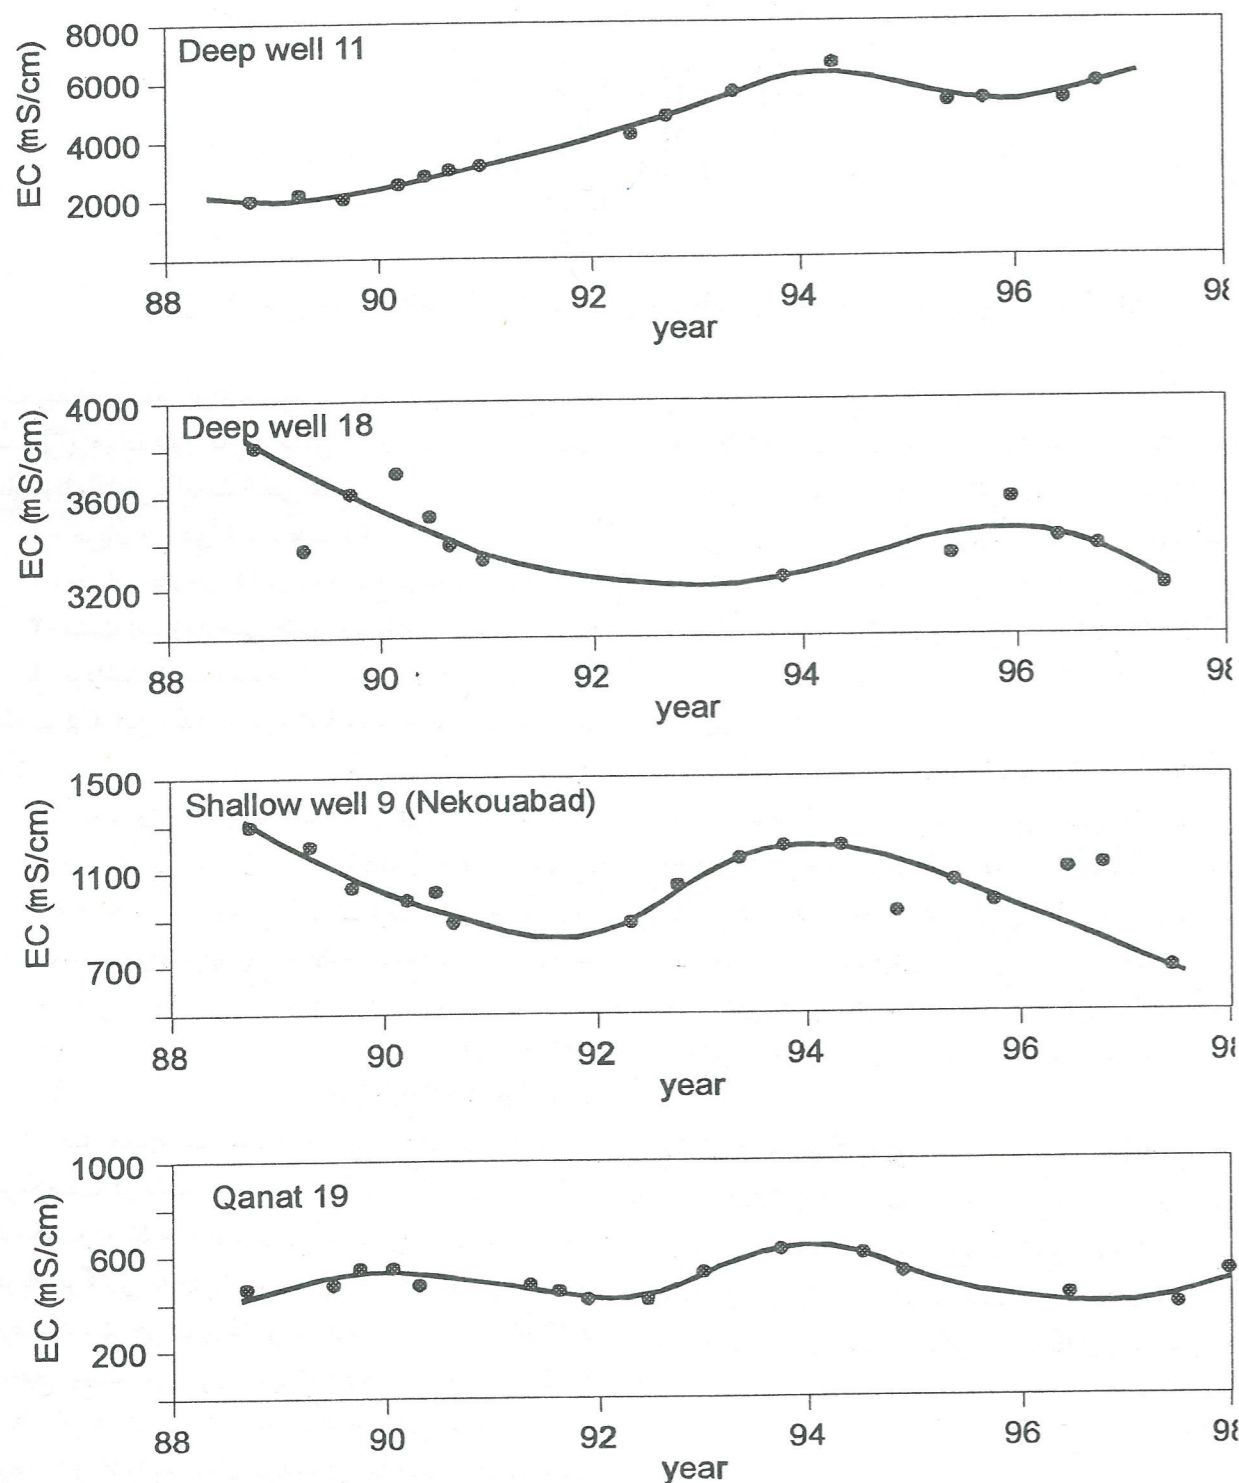 8000
Deep well 11
6000
4000
2000
EC (mS/cm)
88 90 92 94 96 98
year
4000
Deep well 18
3600
3200
EC (mS/cm)
88 90 92 94 96 98
year
1500
Shallow well 9 (Nekouabad)
1100
700
EC (mS/cm)
88 90 92 94 96 98
year
1000
Qanat 19
600
200
EC (mS/cm)
88 90 92 94 96 98
year